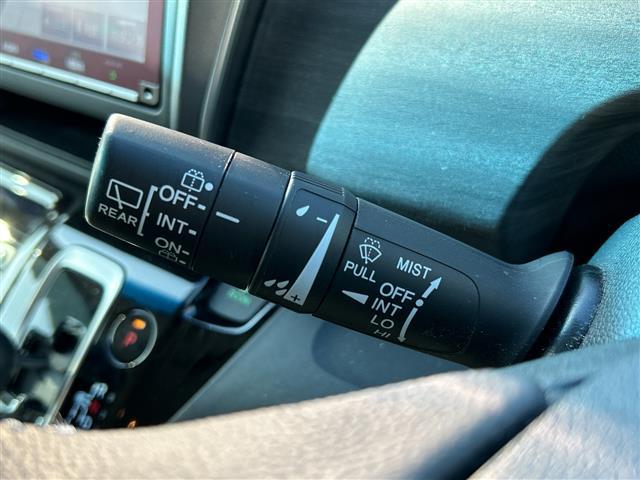 REAR
OFF
INT
ON
−
+
PULL
MIST
OFF
INT
LO
HI